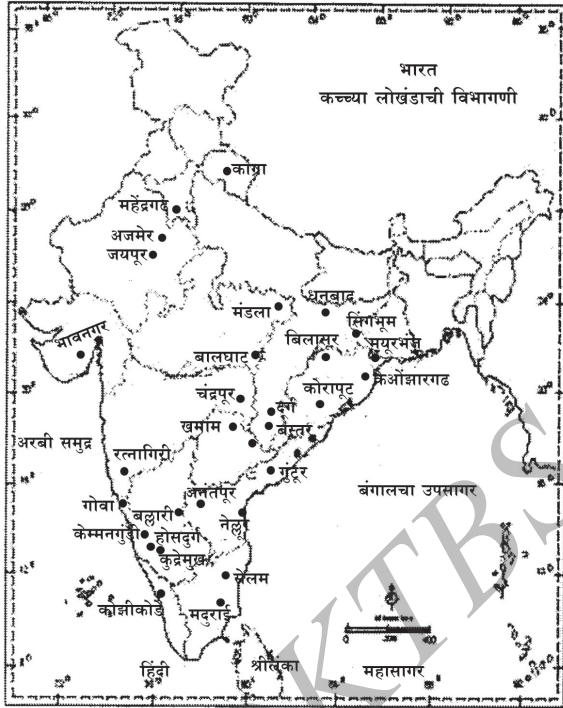 भारत
कच्च्या लोखंडाची विभागणी
कांग्रा
महेंद्रगढ
अजमेर
जयपूर
धनबाद
मंडला
सिंगभूम
भावनगर
बिलासूर
मयूरभंज
बालघाट
केओंझारगढ
चंद्रपूर
कोरापूट
दुर्ग
खमाम
बस्तर
अरबी समुद्र
रत्नागिरी
गुंटूर
बंगालचा उपसागर
गोवा
अनंतपूर
बल्लारी
नेल्लूर
केम्मनगुंडी
होसदुर्ग
कुद्रेमुख
सेलम
कोझीकोडे
मदुराई
हिंदी
श्रीलंका
महासागर
KTBS